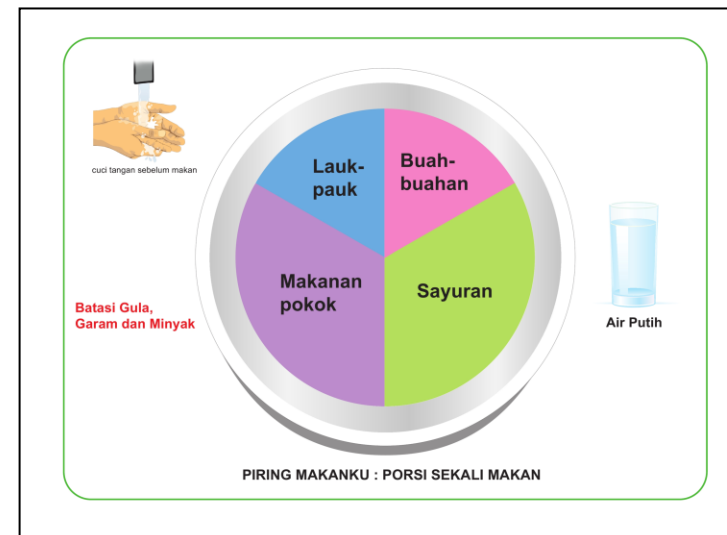 cuci tangan sebelum makan
Lauk-
pauk
Buah-
buahan
Makanan
pokok
Sayuran
Batasi Gula,
Garam dan Minyak
Air Putih
PIRING MAKANKU : PORSI SEKALI MAKAN